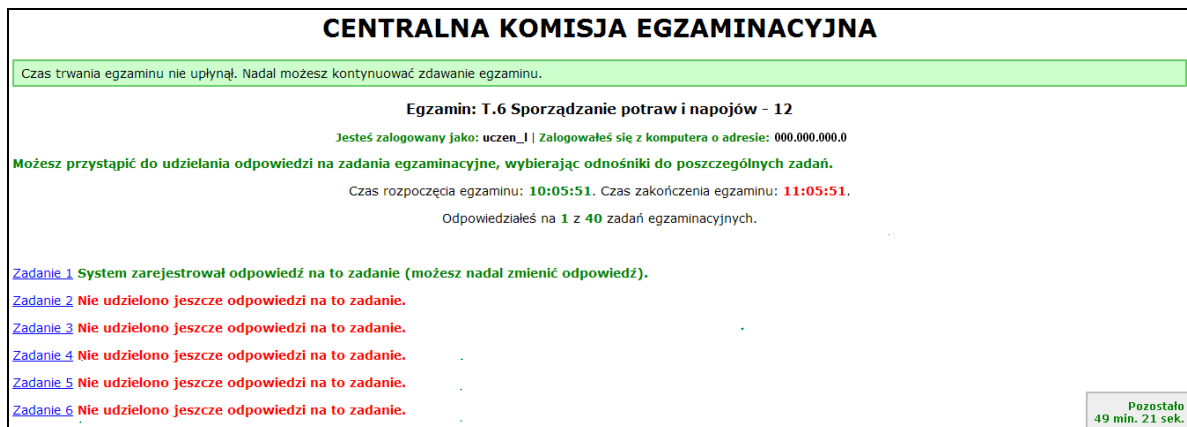 CENTRALNA KOMISJA EGZAMINACYJNA
Czas trwania egzaminu nie upłynął. Nadal możesz kontynuować zdawanie egzaminu.
Egzamin: T.6 Sporządzanie potraw i napojów - 12
Jesteś zalogowany jako: uczen_l | Zalogowałeś się z komputera o adresie: 000.000.000.0
Możesz przystąpić do udzielania odpowiedzi na zadania egzaminacyjne, wybierając odnośniki do poszczególnych zadań.
Czas rozpoczęcia egzaminu: 10:05:51. Czas zakończenia egzaminu: 11:05:51.
Odpowiedziałeś na 1 z 40 zadań egzaminacyjnych.
Zadanie 1 System zarejestrował odpowiedź na to zadanie (możesz nadal zmienić odpowiedź).
Zadanie 2 Nie udzielono jeszcze odpowiedzi na to zadanie.
Zadanie 3 Nie udzielono jeszcze odpowiedzi na to zadanie.
Zadanie 4 Nie udzielono jeszcze odpowiedzi na to zadanie.
Zadanie 5 Nie udzielono jeszcze odpowiedzi na to zadanie.
Zadanie 6 Nie udzielono jeszcze odpowiedzi na to zadanie.
Pozostało
49 min. 21 sek.